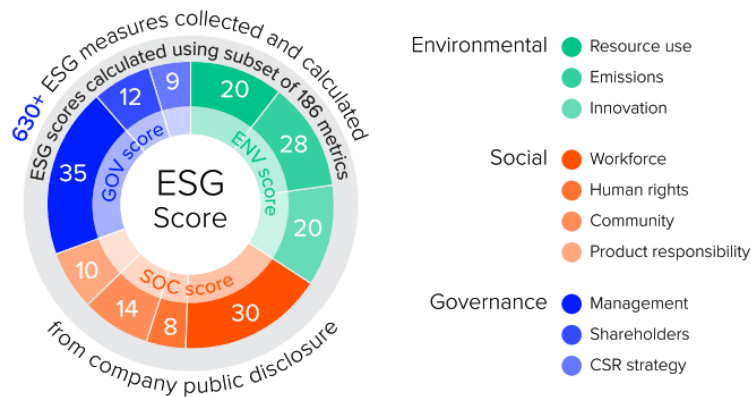 630+ ESG measures collected and calculated
from company public disclosure
ESG scores calculated using subset of 186 metrics
20
28
20
30
8
14
10
35
12
9
ENV score
SOC score
GOV score
ESG
Score
Environmental
Resource use
Emissions
Innovation
Social
Workforce
Human rights
Community
Product responsibility
Governance
Management
Shareholders
CSR strategy